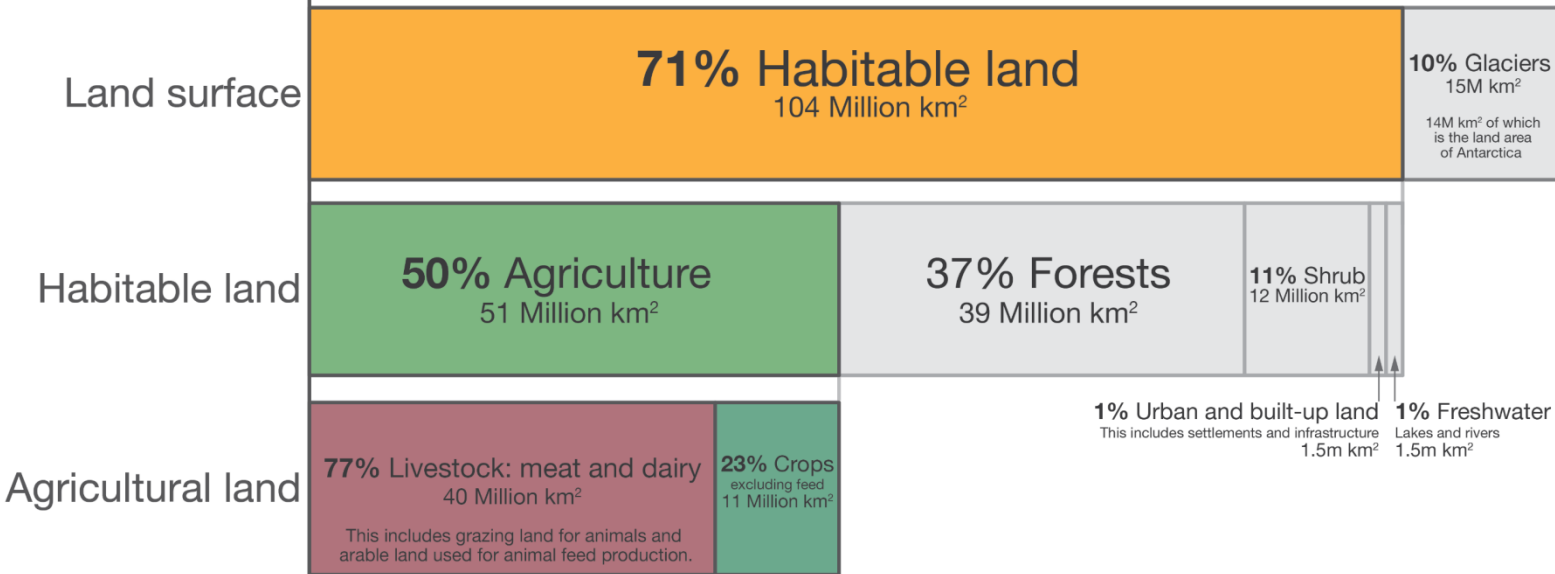 Land surface
71% Habitable land
104 Million km²
10% Glaciers
15M km²
14M km² of which
is the land area
of Antarctica
Habitable land
50% Agriculture
51 Million km²
37% Forests
39 Million km²
11% Shrub
12 Million km²
1% Urban and built-up land
This includes settlements and infrastructure
1.5m km²
1% Freshwater
Lakes and rivers
1.5m km²
Agricultural land
77% Livestock: meat and dairy
40 Million km²
This includes grazing land for animals and
arable land used for animal feed production.
23% Crops
excluding feed
11 Million km²